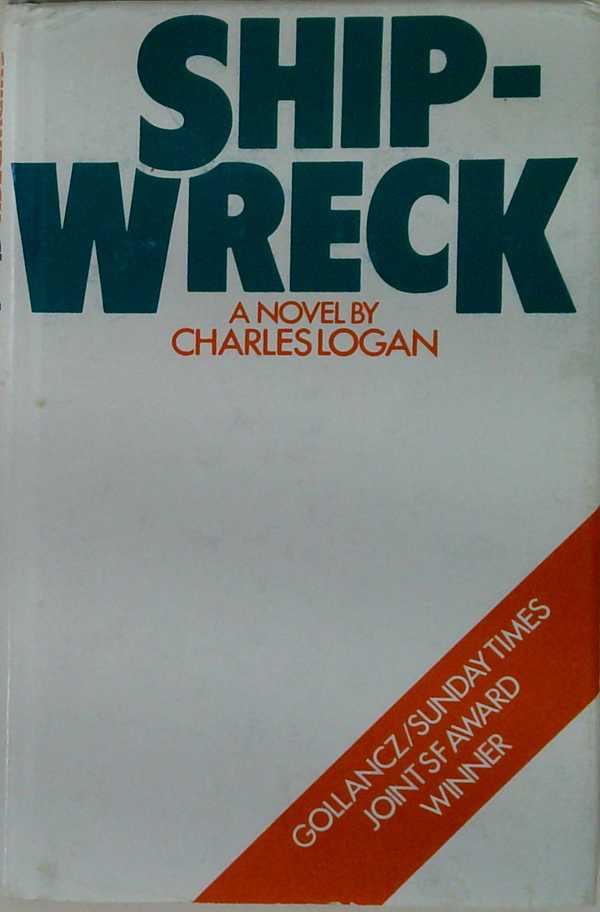 SHIP-
WRECK
A NOVEL BY
CHARLES LOGAN
GOLLANCZ/SUNDAY TIMES
JOINT SF AWARD
WINNER